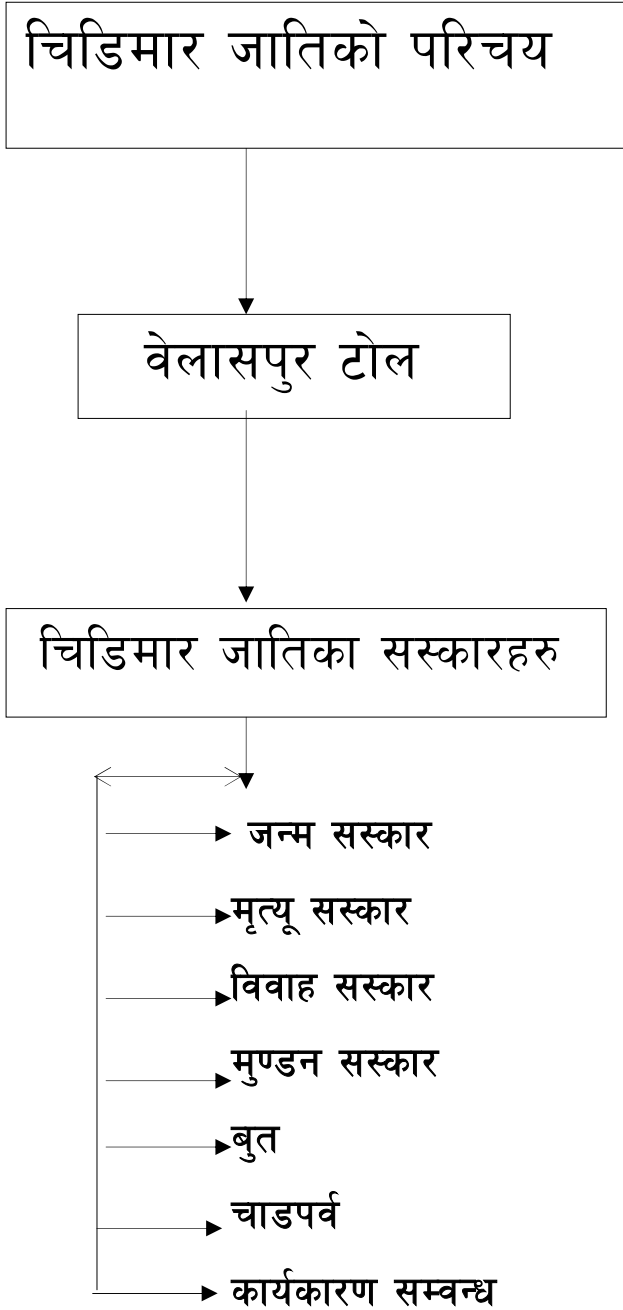 चिडिमार जातिको परिचय
वेलासपुर टोल
चिडिमार जातिका सस्कारहरु
जन्म सस्कार
मृत्यू सस्कार
विवाह सस्कार
मुण्डन सस्कार
बुत
चाडपर्व
कार्यकारण सम्वन्ध